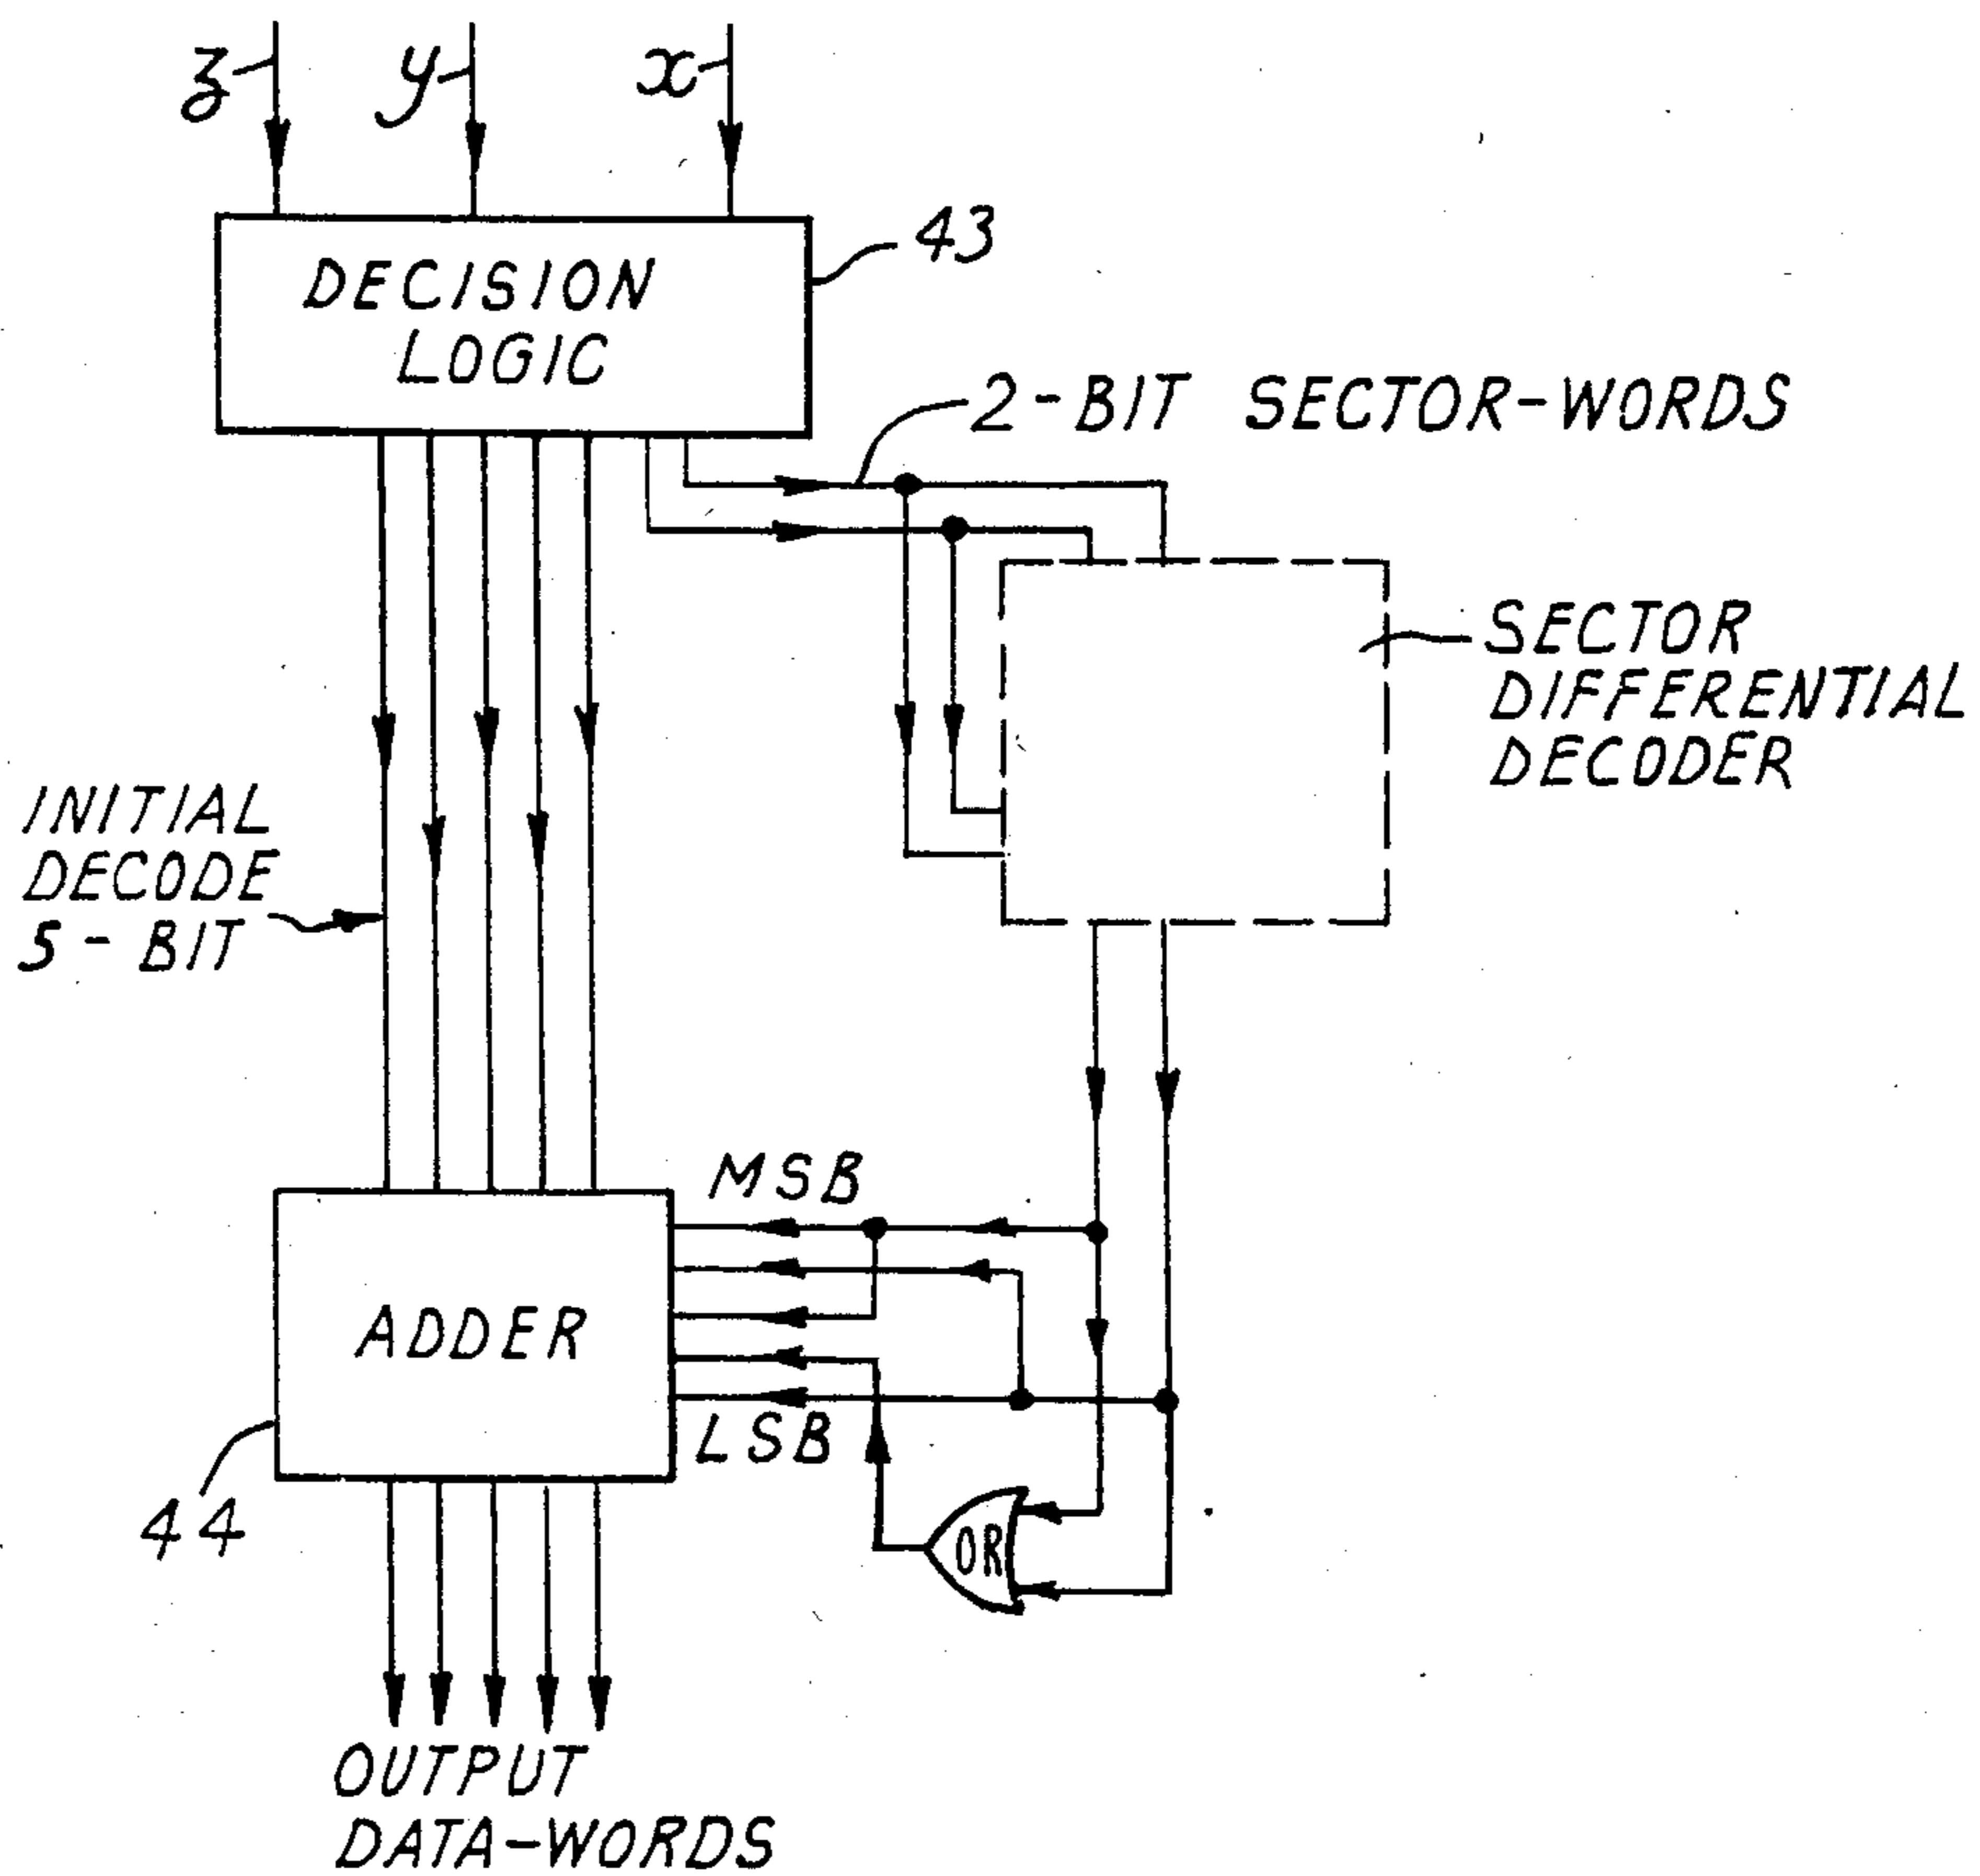 z y x
43
DECISION
LOGIC
2-BIT SECTOR-WORDS
SECTOR
DIFFERENTIAL
DECODER
INITIAL
DECODE
5-BIT
MSB
ADDER
LSB
44
OR
OUTPUT
DATA-WORDS